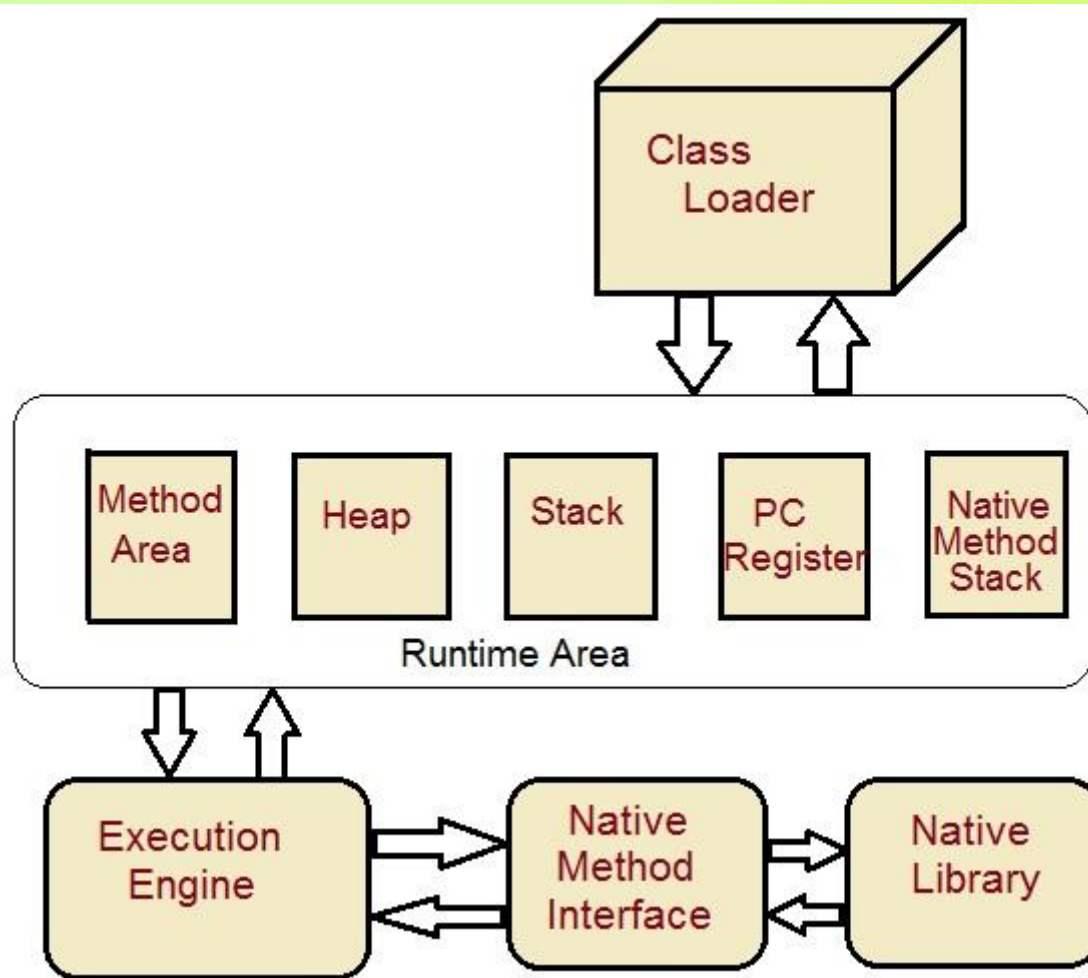 Class
Loader
Method
Area
Heap
Stack
PC
Register
Native
Method
Stack
Runtime Area
Execution
Engine
Native
Method
Interface
Native
Library